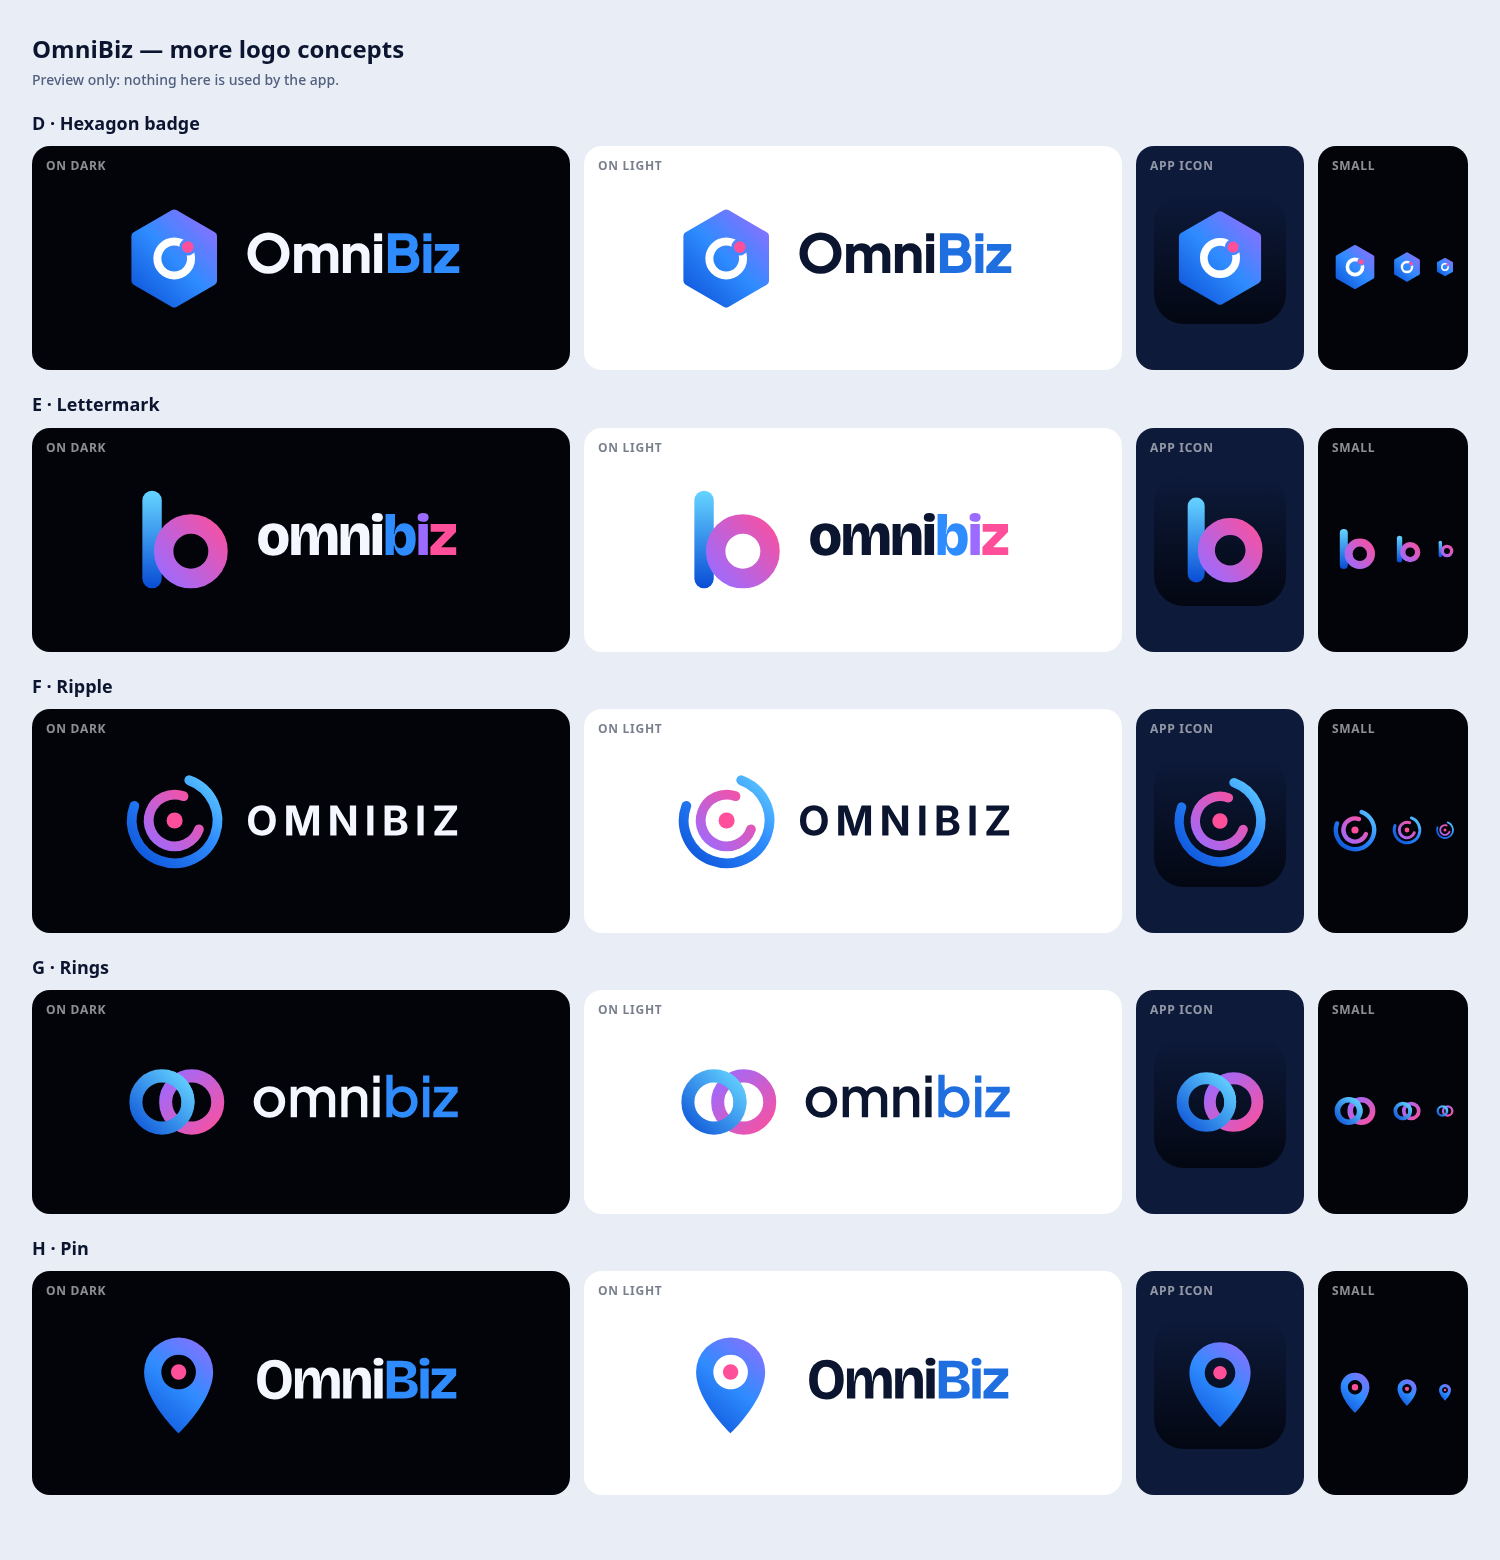 OmniBiz — more logo concepts
Preview only: nothing here is used by the app.
D · Hexagon badge
ON DARK
OmniBiz
ON LIGHT
OmniBiz
APP ICON
SMALL
E · Lettermark
ON DARK
b omnibiz
ON LIGHT
b omnibiz
APP ICON
b
SMALL
b b b
F · Ripple
ON DARK
OMNIBIZ
ON LIGHT
OMNIBIZ
APP ICON
SMALL
G · Rings
ON DARK
omnibiz
ON LIGHT
omnibiz
APP ICON
SMALL
H · Pin
ON DARK
OmniBiz
ON LIGHT
OmniBiz
APP ICON
SMALL